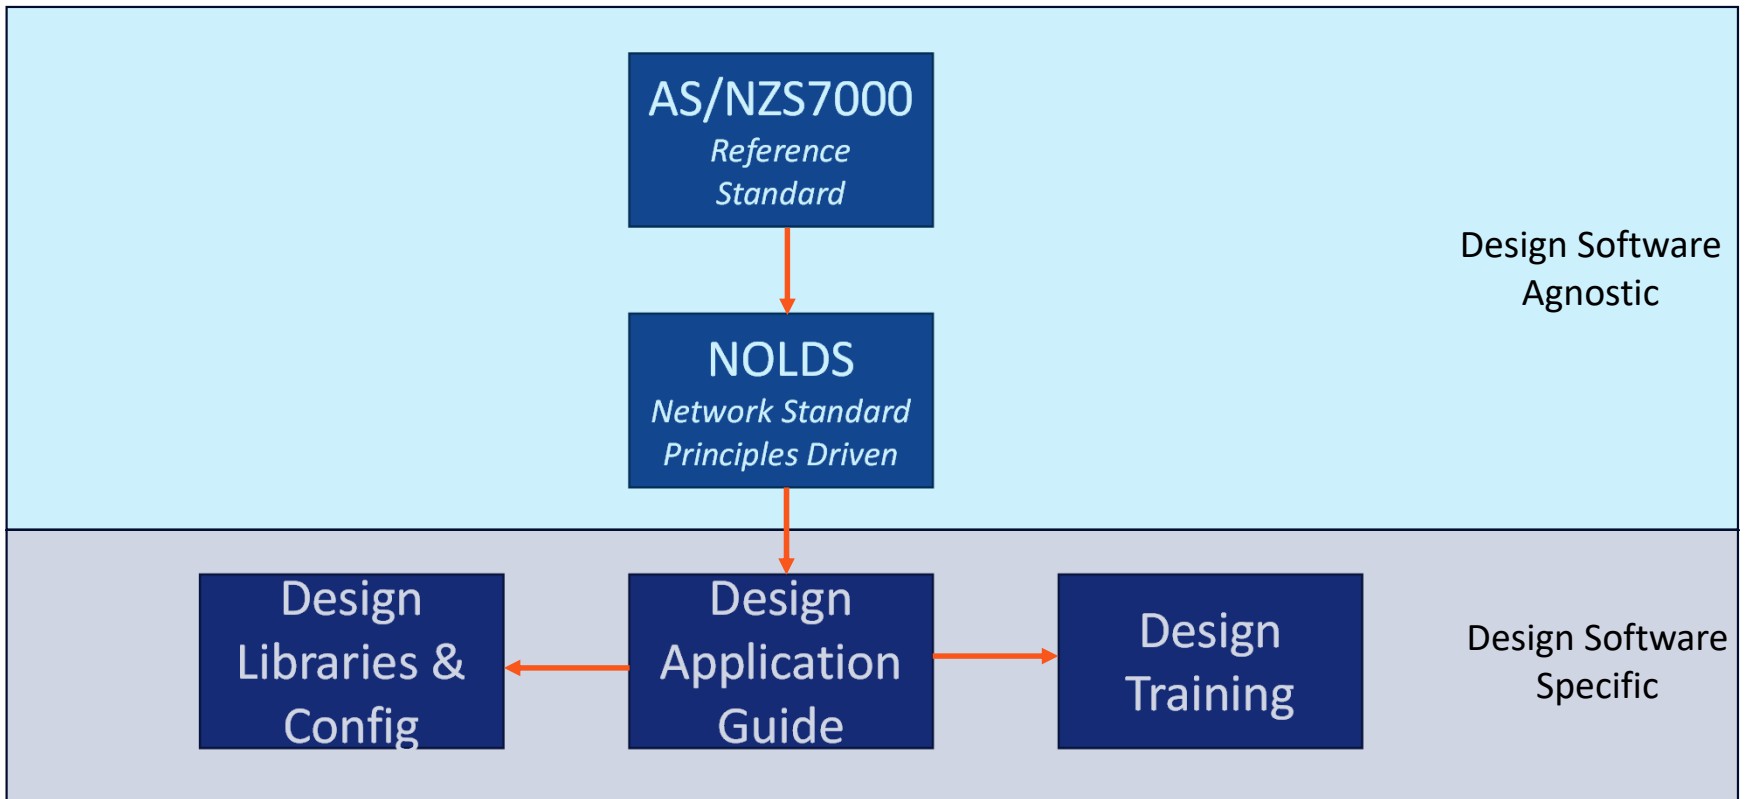 AS/NZS7000
Reference
Standard
Design Software
Agnostic
NOLDS
Network Standard
Principles Driven
Design
Libraries &
Config
Design
Application
Guide
Design
Training
Design Software
Specific